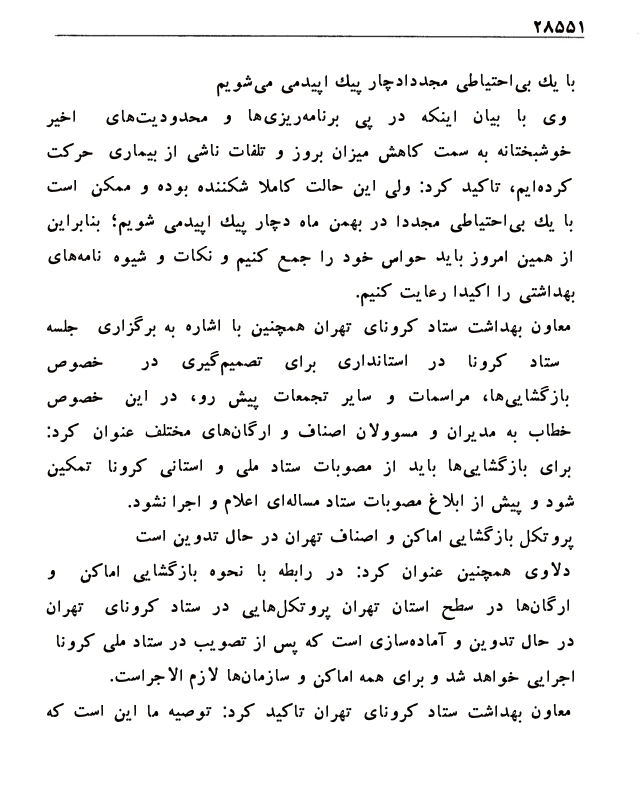 ۲۸۵۵۱
با یك بی‌احتیاطی مجدددادچار پیك اپیدمی می‌شویم
وی با بیان اینکه در پی برنامه‌ریزی‌ها و محدودیت‌های اخیر
خوشبختانه به سمت کاهش میزان بروز و تلفات ناشی از بیماری حرکت
کرده‌ایم، تاکید کرد: ولی این حالت کاملا شکننده بوده و ممکن است
با یك بی‌احتیاطی مجددا در بهمن ماه دچار پیك اپیدمی شویم؛ بنابراین
از همین امروز باید حواس خود را جمع کنیم و نکات و شیوه نامه‌های
بهداشتی را اکیدا رعایت کنیم.
معاون بهداشت ستاد کرونای تهران همچنین با اشاره به برگزاری جلسه
ستاد کرونا در استانداری برای تصمیم‌گیری در خصوص
بازگشایی‌ها، مراسمات و سایر تجمعات پیش رو، در این خصوص
خطاب به مدیران و مسوولان اصناف و ارگان‌های مختلف عنوان کرد:
برای بازگشایی‌ها باید از مصوبات ستاد ملی و استانی کرونا تمکین
شود و پیش از ابلاغ مصوبات ستاد مساله‌ای اعلام و اجرا نشود.
پروتکل بازگشایی اماکن و اصناف تهران در حال تدوین است
دلاوی همچنین عنوان کرد: در رابطه با نحوه بازگشایی اماکن و
ارگان‌ها در سطح استان تهران پروتکل‌هایی در ستاد کرونای تهران
در حال تدوین و آماده‌سازی است که پس از تصویب در ستاد ملی کرونا
اجرایی خواهد شد و برای همه اماکن و سازمان‌ها لازم الاجراست.
معاون بهداشت ستاد کرونای تهران تاکید کرد: توصیه ما این است که